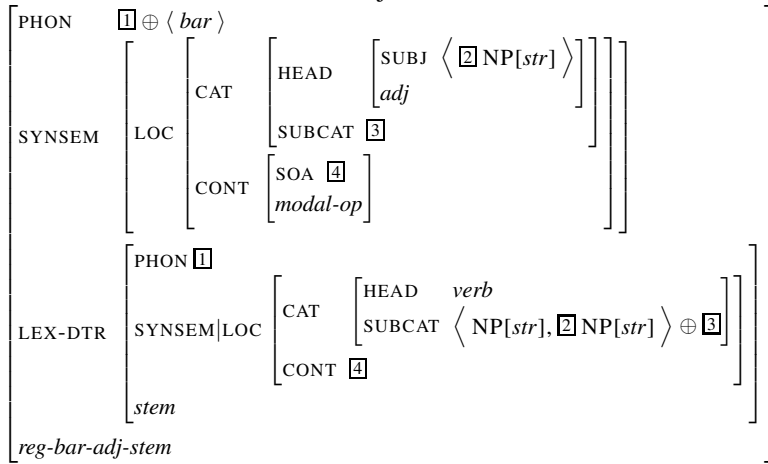 PHON 1 ⊕ ⟨ bar ⟩
SUBJ ⟨ 2 NP[str] ⟩
HEAD
adj
CAT
SUBCAT 3
SYNSEM LOC
SOA 4
CONT
modal-op
PHON 1
HEAD verb
CAT
SUBCAT ⟨ NP[str], 2 NP[str] ⟩ ⊕ 3
LEX-DTR SYNSEM|LOC
CONT 4
stem
reg-bar-adj-stem